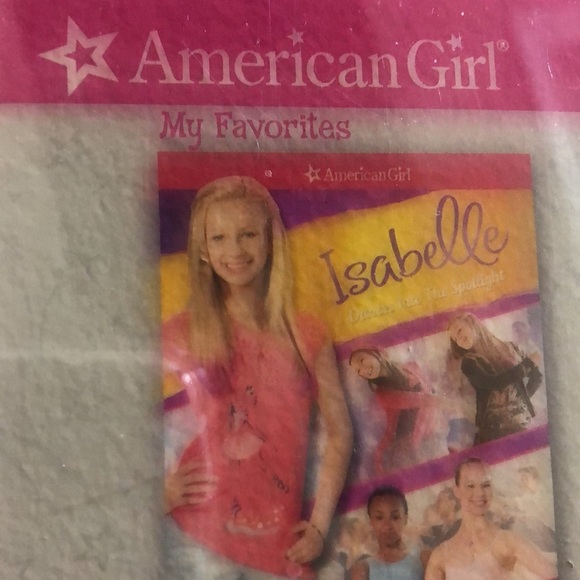 American Girl®
My Favorites
American Girl
Isabelle
Dances Into The Spotlight